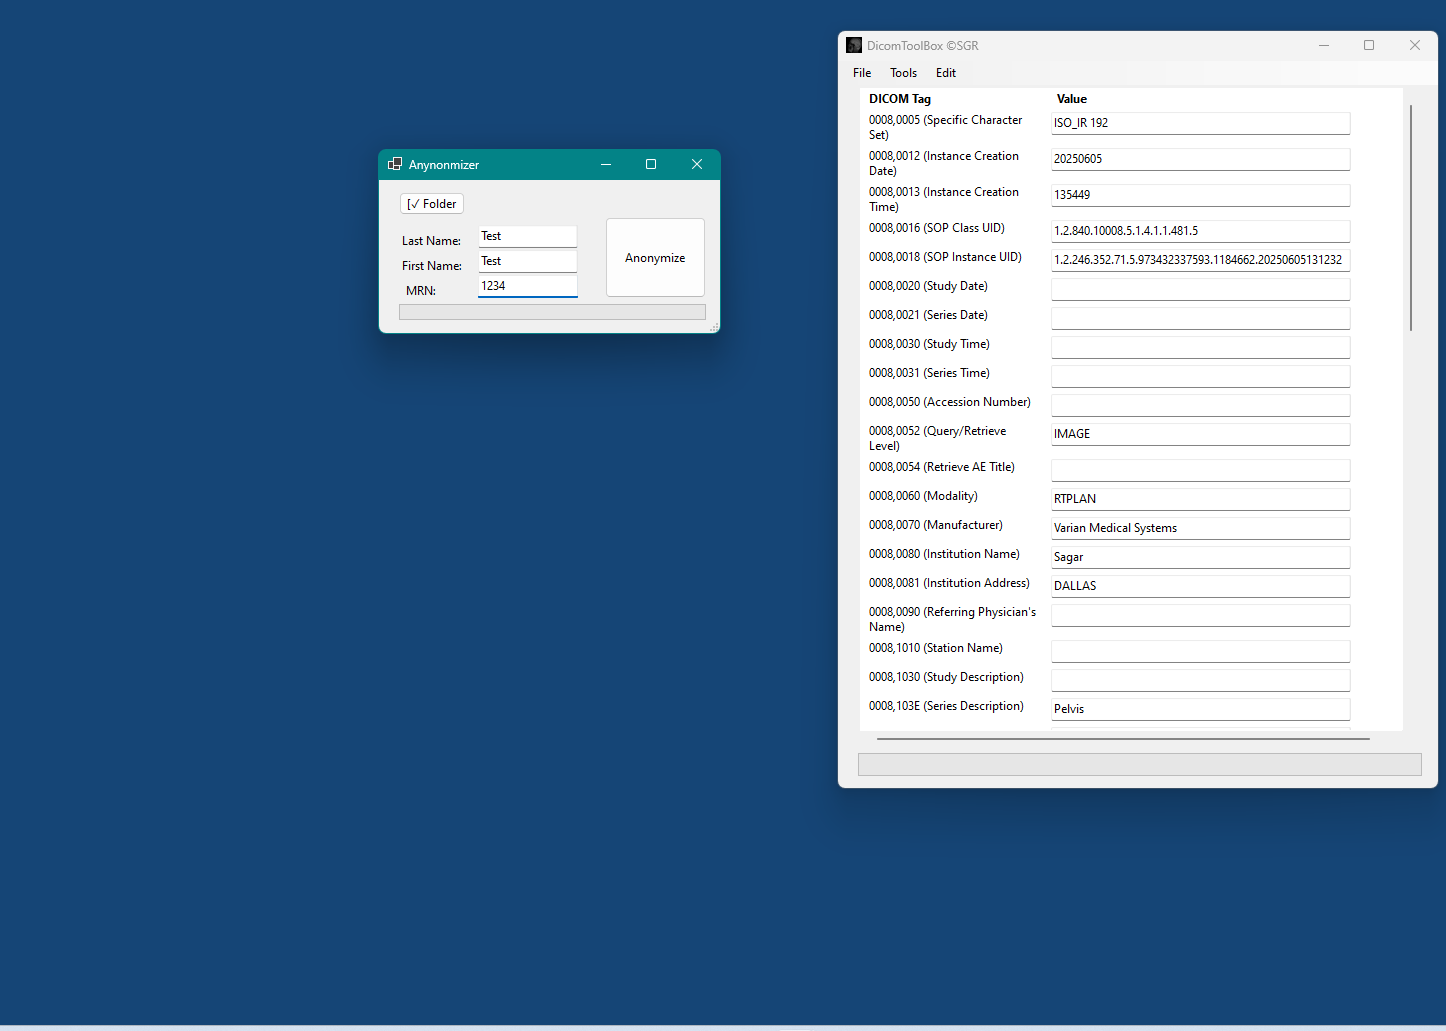 Anynonmizer
[✓ Folder
Last Name: Test
First Name: Test
MRN: 1234
Anonymize
DicomToolBox ©SGR
File Tools Edit
DICOM Tag Value
0008,0005 (Specific Character
Set)
ISO_IR 192
0008,0012 (Instance Creation
Date)
20250605
0008,0013 (Instance Creation
Time)
135449
0008,0016 (SOP Class UID) 1.2.840.10008.5.1.4.1.1.481.5
0008,0018 (SOP Instance UID) 1.2.246.352.71.5.973432337593.1184662.20250605131232
0008,0020 (Study Date)
0008,0021 (Series Date)
0008,0030 (Study Time)
0008,0031 (Series Time)
0008,0050 (Accession Number)
0008,0052 (Query/Retrieve
Level)
IMAGE
0008,0054 (Retrieve AE Title)
0008,0060 (Modality) RTPLAN
0008,0070 (Manufacturer) Varian Medical Systems
0008,0080 (Institution Name) Sagar
0008,0081 (Institution Address) DALLAS
0008,0090 (Referring Physician's
Name)
0008,1010 (Station Name)
0008,1030 (Study Description)
0008,103E (Series Description) Pelvis